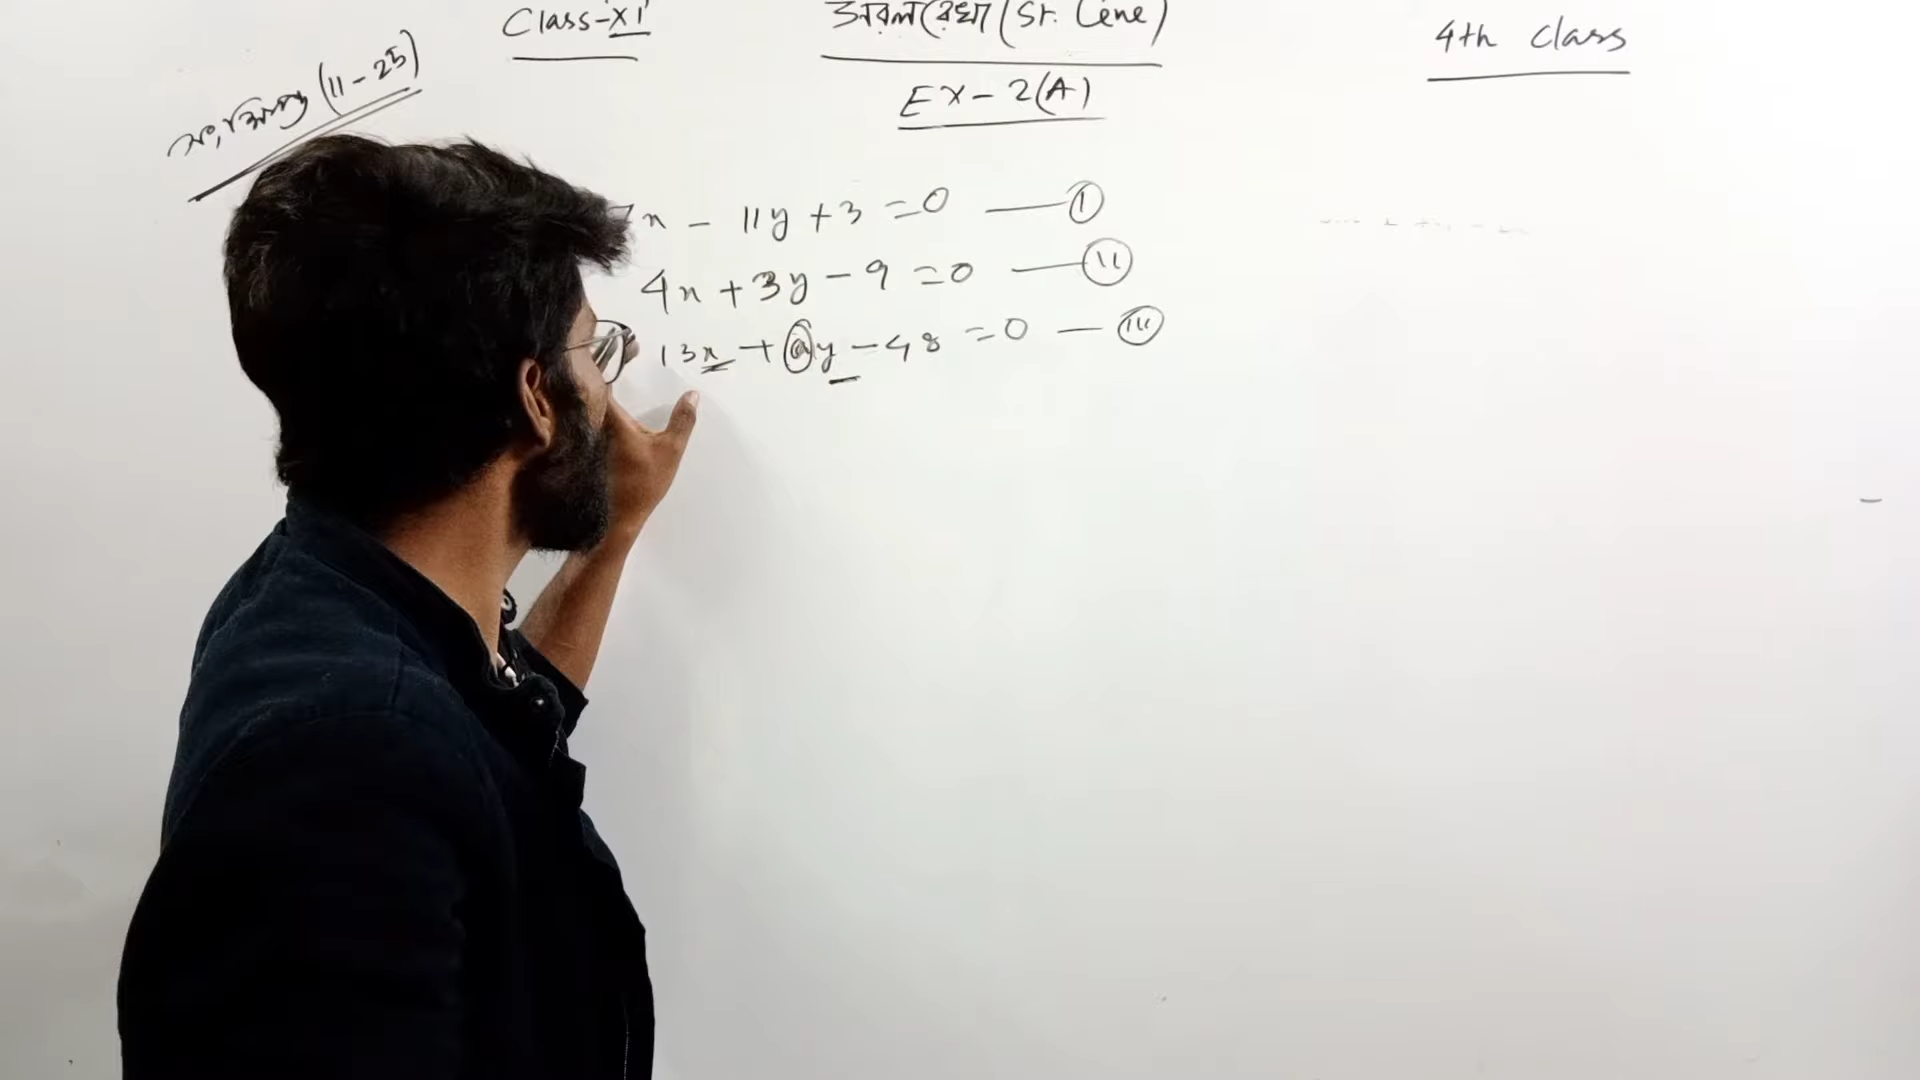 Class-XI
সরলরেখা (St. Line)
4th Class
EX-2(A)
(11-25)
7x - 11y + 3 = 0 — I
4x + 3y - 9 = 0 — II
13x + ay - 48 = 0 — III